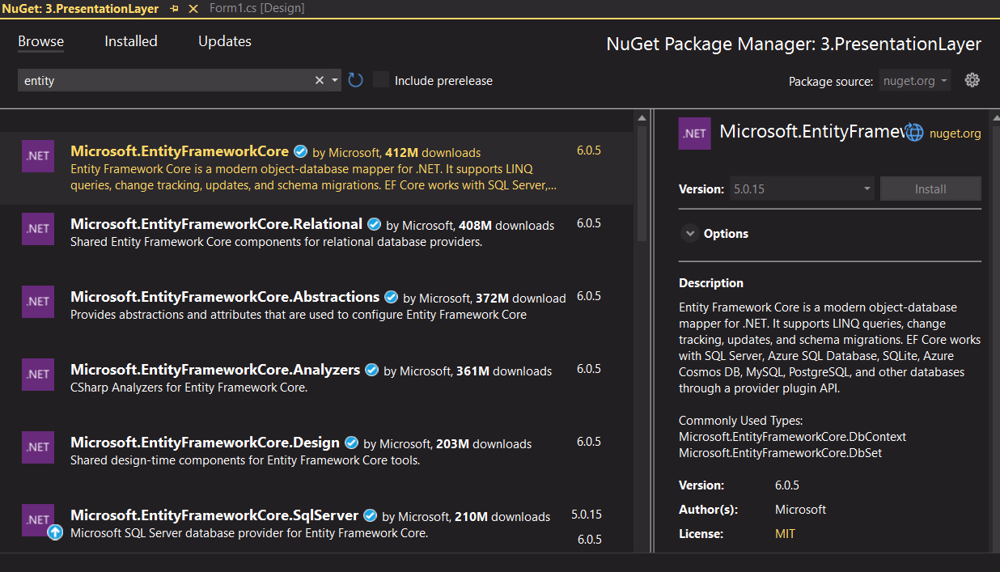 NuGet: 3.PresentationLayer
Form1.cs [Design]
Browse
Installed
Updates
NuGet Package Manager: 3.PresentationLayer
entity
Include prerelease
Package source: nuget.org
.NET
Microsoft.EntityFrameworkCore by Microsoft, 412M downloads
6.0.5
Entity Framework Core is a modern object-database mapper for .NET. It supports LINQ
queries, change tracking, updates, and schema migrations. EF Core works with SQL Server,...
.NET
Microsoft.EntityFrameworkCore.Relational by Microsoft, 408M downloads
6.0.5
Shared Entity Framework Core components for relational database providers.
.NET
Microsoft.EntityFrameworkCore.Abstractions by Microsoft, 372M download
6.0.5
Provides abstractions and attributes that are used to configure Entity Framework Core
.NET
Microsoft.EntityFrameworkCore.Analyzers by Microsoft, 361M downloads
6.0.5
CSharp Analyzers for Entity Framework Core.
.NET
Microsoft.EntityFrameworkCore.Design by Microsoft, 203M downloads
6.0.5
Shared design-time components for Entity Framework Core tools.
.NET
Microsoft.EntityFrameworkCore.SqlServer by Microsoft, 210M downloads
5.0.15
Microsoft SQL Server database provider for Entity Framework Core.
6.0.5
.NET
Microsoft.EntityFramew
nuget.org
Version: 5.0.15
Install
Options
Description
Entity Framework Core is a modern object-database
mapper for .NET. It supports LINQ queries, change
tracking, updates, and schema migrations. EF Core works
with SQL Server, Azure SQL Database, SQLite, Azure
Cosmos DB, MySQL, PostgreSQL, and other databases
through a provider plugin API.
Commonly Used Types:
Microsoft.EntityFrameworkCore.DbContext
Microsoft.EntityFrameworkCore.DbSet
Version: 6.0.5
Author(s): Microsoft
License: MIT